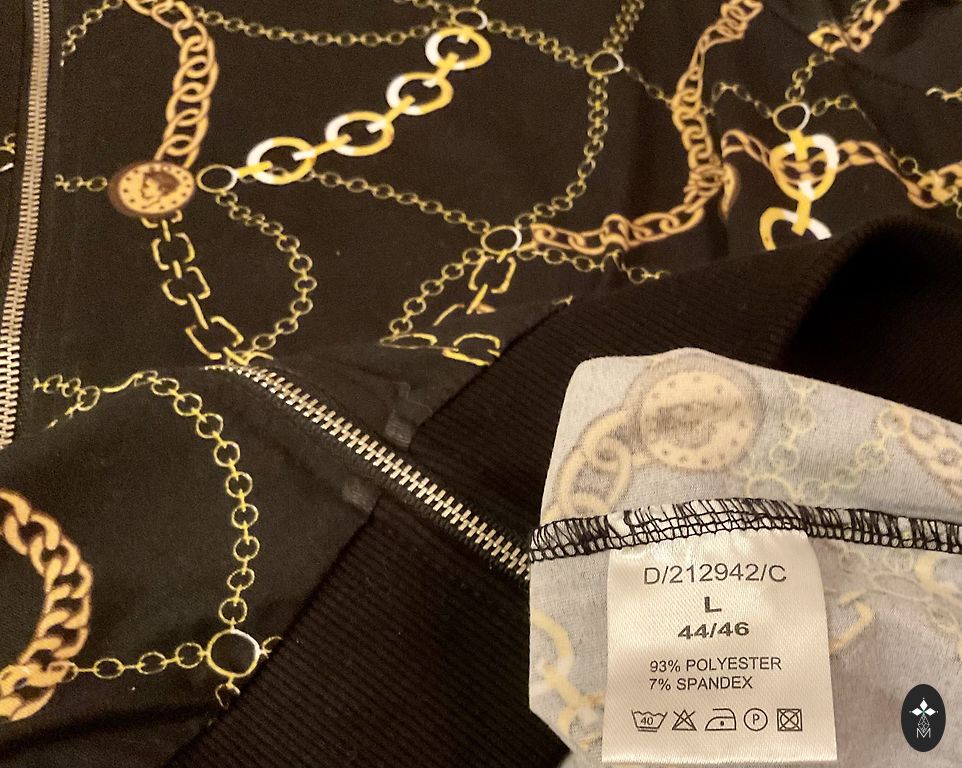 D/212942/C
L
44/46
93% POLYESTER
7% SPANDEX
40
P
M